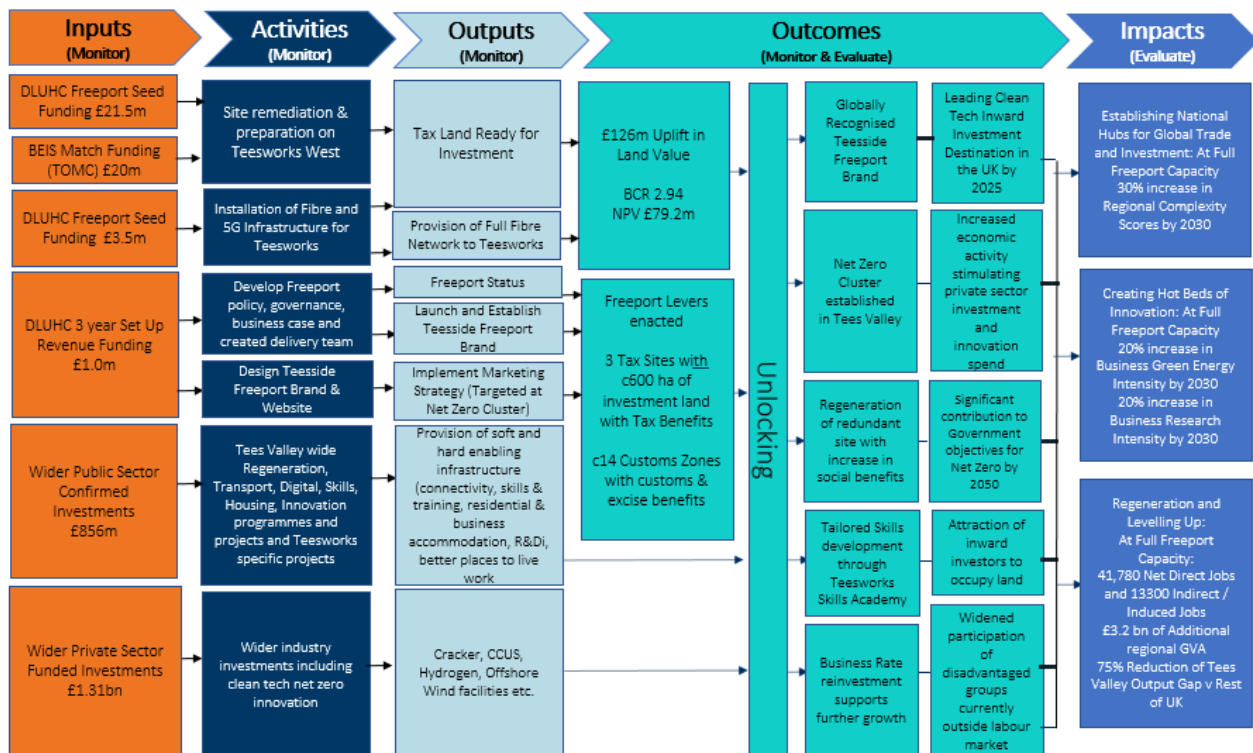 Inputs
(Monitor)
Activities
(Monitor)
Outputs
(Monitor)
Outcomes
(Monitor & Evaluate)
Impacts
(Evaluate)
DLUHC Freeport Seed
Funding £21.5m
BEIS Match Funding
(TOMC) £20m
DLUHC Freeport Seed
Funding £3.5m
DLUHC 3 year Set Up
Revenue Funding
£1.0m
Wider Public Sector
Confirmed
Investments
£856m
Wider Private Sector
Funded Investments
£1.31bn
Site remediation &
preparation on
Teesworks West
Installation of Fibre and
5G Infrastructure for
Teesworks
Develop Freeport
policy, governance,
business case and
created delivery team
Design Teesside
Freeport Brand &
Website
Tees Valley wide
Regeneration,
Transport, Digital, Skills,
Housing, Innovation
programmes and
projects and Teesworks
specific projects
Wider industry
investments including
clean tech net zero
innovation
Tax Land Ready for
Investment
Provision of Full Fibre
Network to Teesworks
Freeport Status
Launch and Establish
Teesside Freeport
Brand
Implement Marketing
Strategy (Targeted at
Net Zero Cluster)
Provision of soft and
hard enabling
infrastructure
(connectivity, skills &
training, residential &
business
accommodation, R&Di,
better places to live
work
Cracker, CCUS,
Hydrogen, Offshore
Wind facilities etc.
£126m Uplift in
Land Value
BCR 2.94
NPV £79.2m
Freeport Levers
enacted
3 Tax Sites with
c600 ha of
investment land
with Tax Benefits
c14 Customs Zones
with customs &
excise benefits
Unlocking
Globally
Recognised
Teesside
Freeport
Brand
Net Zero
Cluster
established
in Tees Valley
Regeneration
of redundant
site with
increase in
social benefits
Tailored Skills
development
through
Teesworks
Skills Academy
Business Rate
reinvestment
supports
further growth
Leading Clean
Tech Inward
Investment
Destination in
the UK by
2025
Increased
economic
activity
stimulating
private sector
investment
and
innovation
spend
Significant
contribution to
Government
objectives for
Net Zero by
2050
Attraction of
inward
investors to
occupy land
Widened
participation
of
disadvantaged
groups
currently
outside labour
market
Establishing National
Hubs for Global Trade
and Investment: At Full
Freeport Capacity
30% increase in
Regional Complexity
Scores by 2030
Creating Hot Beds of
Innovation: At Full
Freeport Capacity
20% increase in
Business Green Energy
Intensity by 2030
20% increase in
Business Research
Intensity by 2030
Regeneration and
Levelling Up:
At Full Freeport
Capacity:
41,780 Net Direct Jobs
and 13300 Indirect /
Induced Jobs
£3.2 bn of Additional
regional GVA
75% Reduction of Tees
Valley Output Gap v Rest
of UK